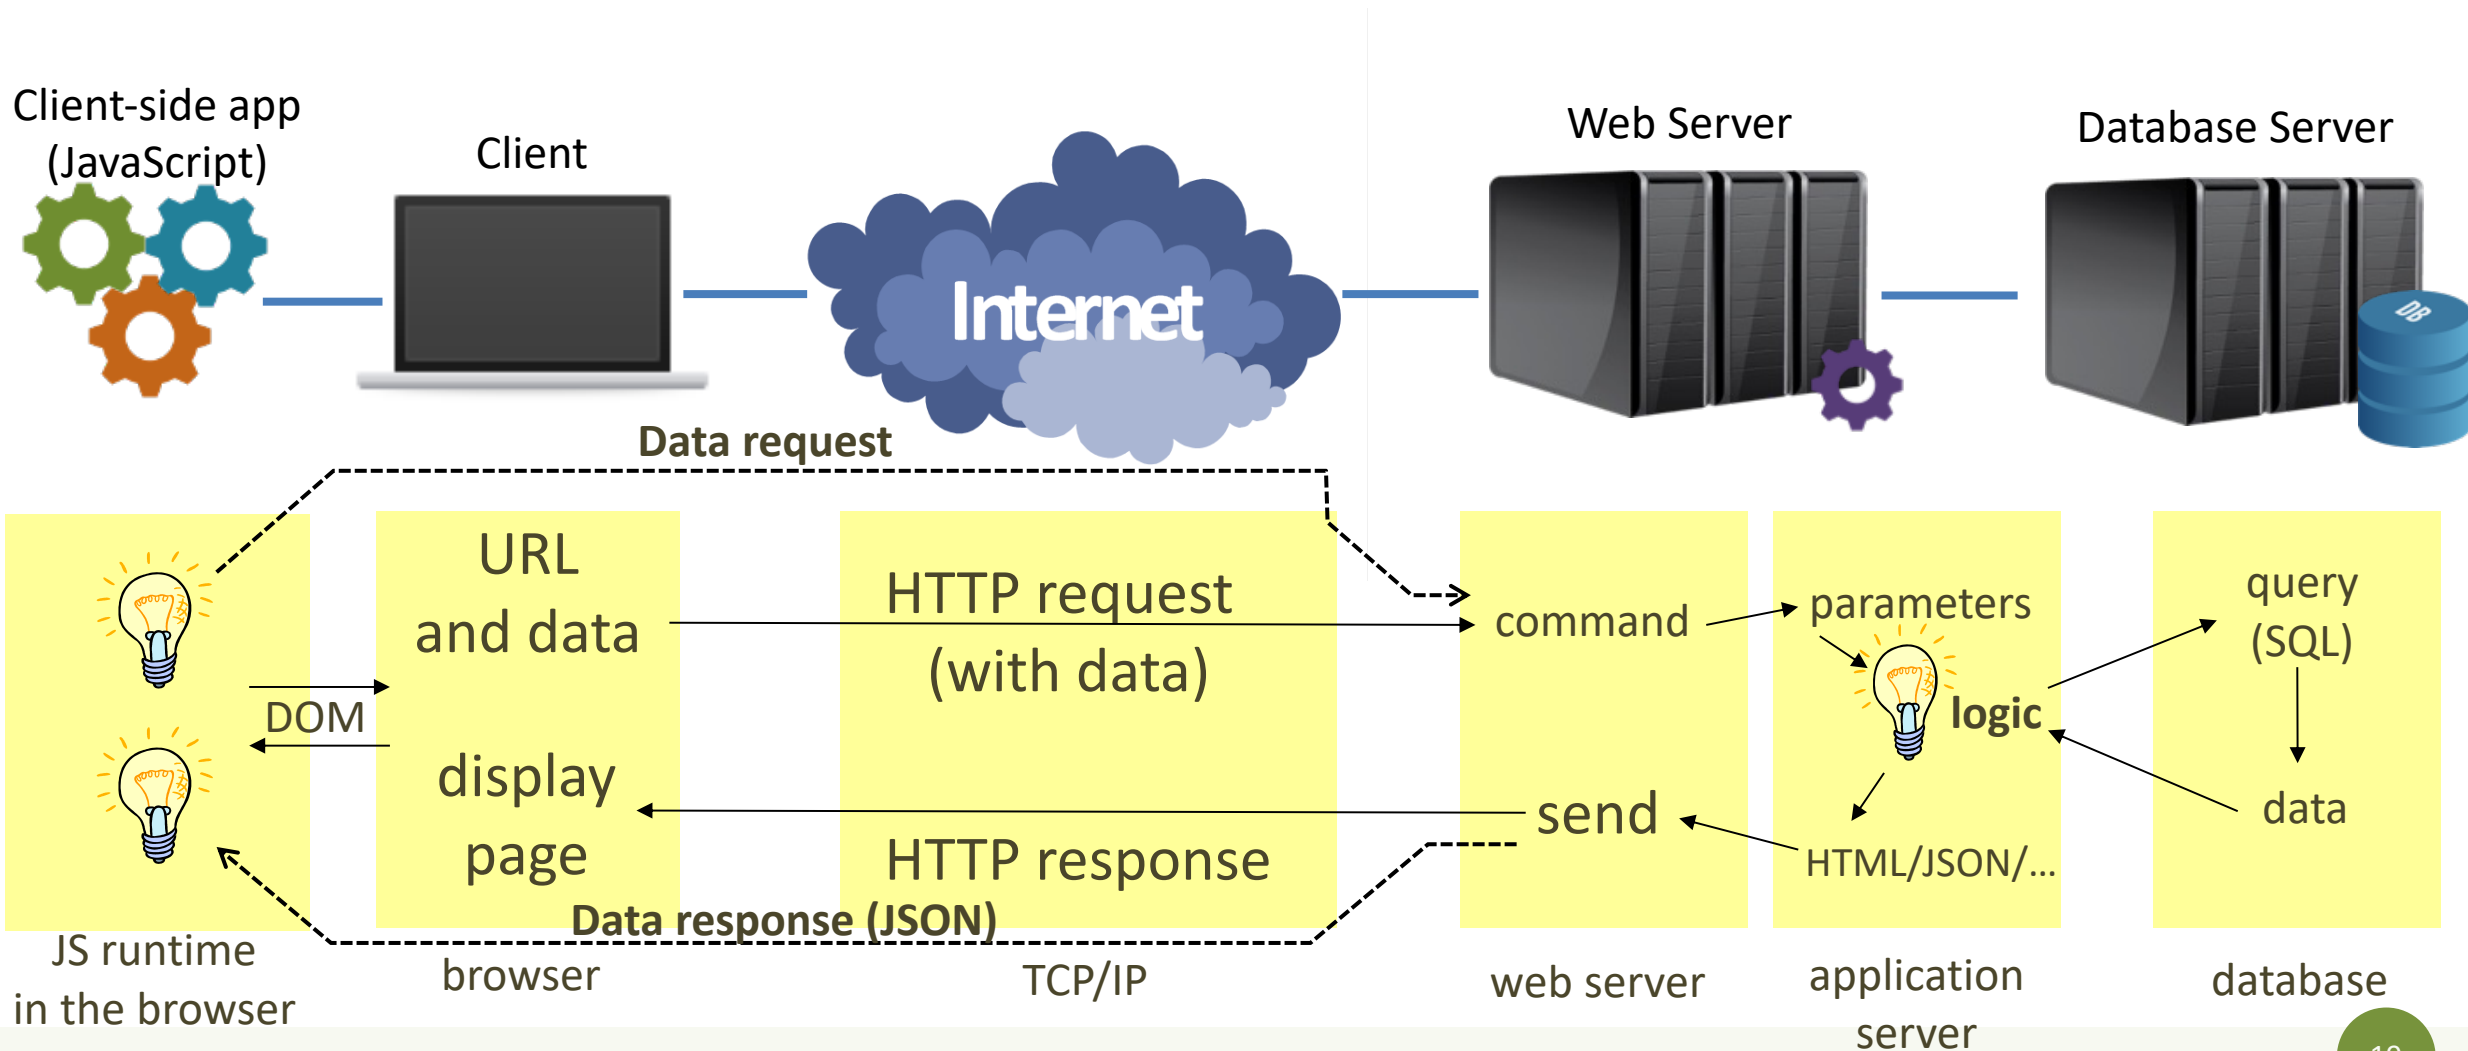 Client-side app
(JavaScript)
Client
Internet
Web Server
Database Server
DB
Data request
URL
and data
HTTP request
(with data)
command
parameters
query
(SQL)
logic
DOM
display
page
HTTP response
send
HTML/JSON/...
data
Data response (JSON)
JS runtime
in the browser
browser
TCP/IP
web server
application
server
database